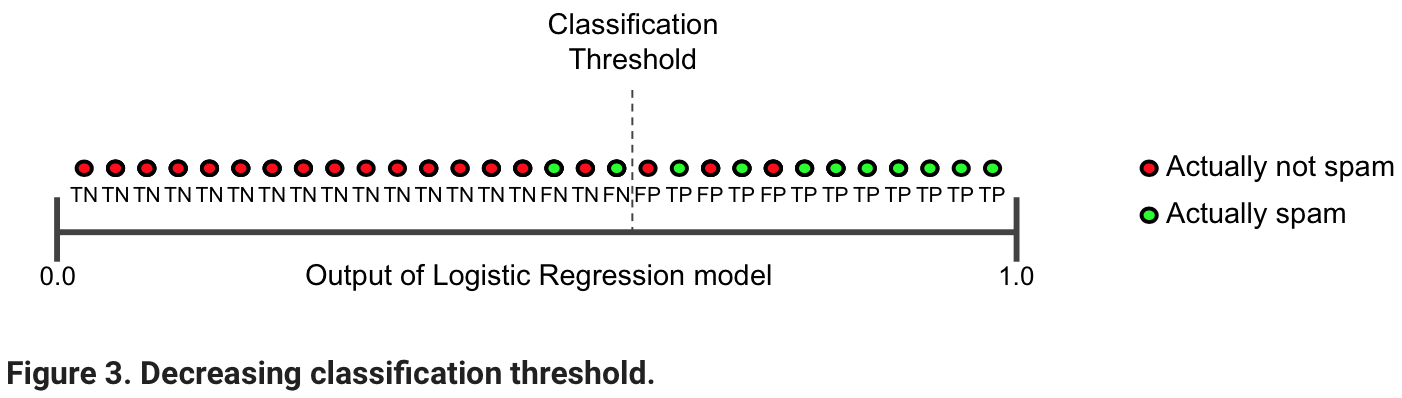 Classification
Threshold
TN TN TN TN TN TN TN TN TN TN TN TN TN TN TN FN TN FN FP TP FP TP FP TP TP TP TP TP TP TP
Actually not spam
Actually spam
0.0
Output of Logistic Regression model
1.0
Figure 3. Decreasing classification threshold.